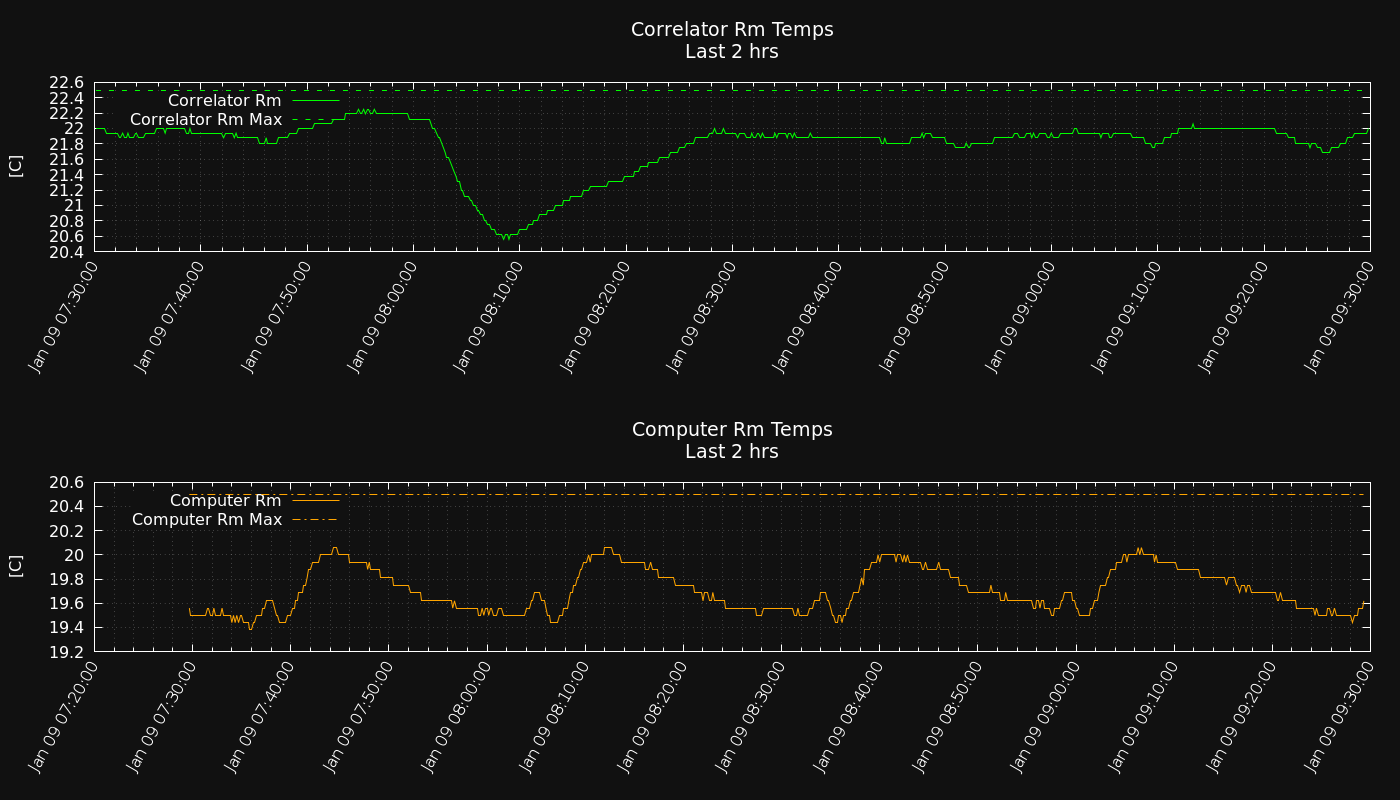 Correlator Rm Temps
Last 2 hrs
[C]
22.6
22.4
22.2
22
21.8
21.6
21.4
21.2
21
20.8
20.6
20.4
Correlator Rm
Correlator Rm Max
Jan 09 07:30:00
Jan 09 07:40:00
Jan 09 07:50:00
Jan 09 08:00:00
Jan 09 08:10:00
Jan 09 08:20:00
Jan 09 08:30:00
Jan 09 08:40:00
Jan 09 08:50:00
Jan 09 09:00:00
Jan 09 09:10:00
Jan 09 09:20:00
Jan 09 09:30:00
Computer Rm Temps
Last 2 hrs
[C]
20.6
20.4
20.2
20
19.8
19.6
19.4
19.2
Computer Rm
Computer Rm Max
Jan 09 07:20:00
Jan 09 07:30:00
Jan 09 07:40:00
Jan 09 07:50:00
Jan 09 08:00:00
Jan 09 08:10:00
Jan 09 08:20:00
Jan 09 08:30:00
Jan 09 08:40:00
Jan 09 08:50:00
Jan 09 09:00:00
Jan 09 09:10:00
Jan 09 09:20:00
Jan 09 09:30:00